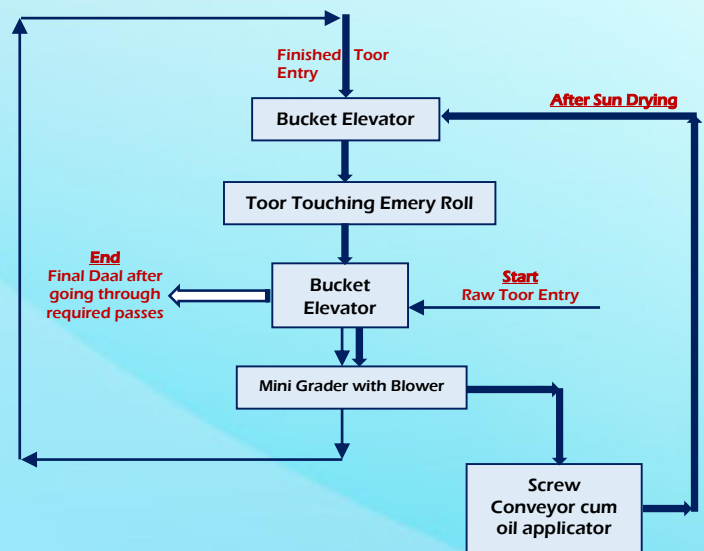 Finished Toor
Entry
After Sun Drying
Bucket Elevator
Toor Touching Emery Roll
End
Final Daal after
going through
required passes
Bucket
Elevator
Start
Raw Toor Entry
Mini Grader with Blower
Screw
Conveyor cum
oil applicator